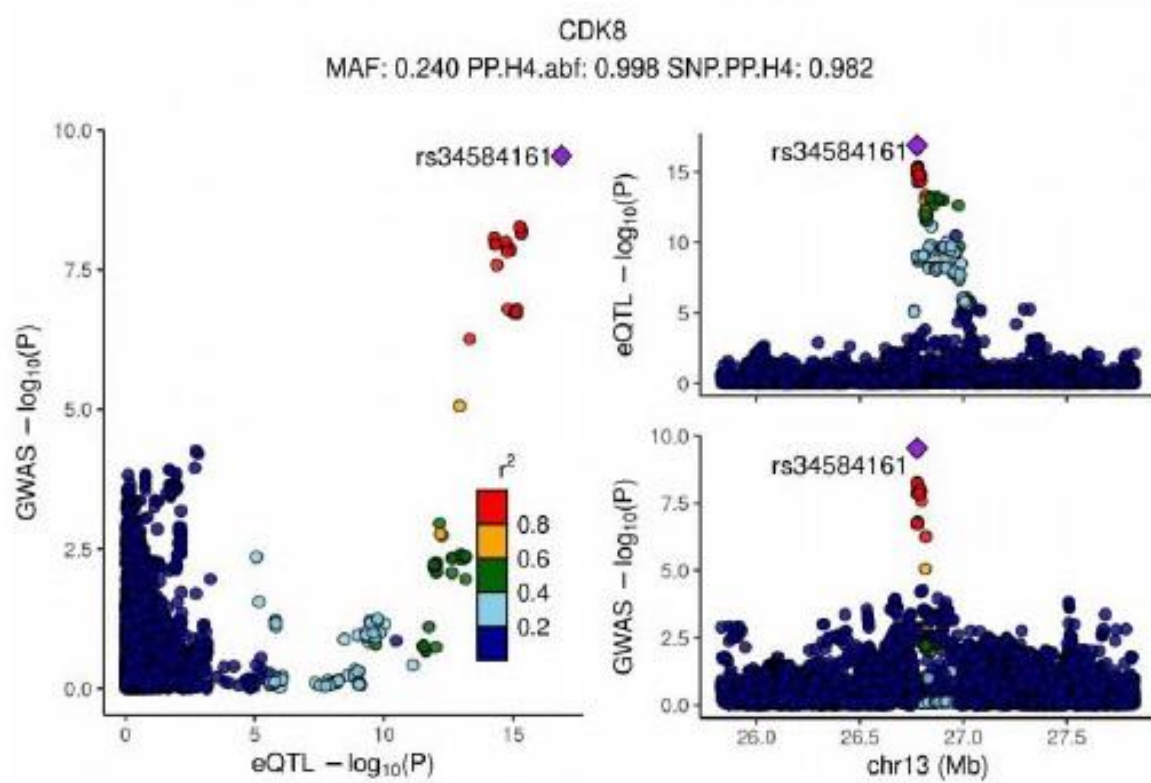 CDK8
MAF: 0.240 PP.H4.abf: 0.998 SNP.PP.H4: 0.982
GWAS − log10(P)
10.0
7.5
5.0
2.5
0.0
rs34584161
r2
0.8
0.6
0.4
0.2
0 5 10 15
eQTL − log10(P)
eQTL − log10(P)
15
10
5
0
rs34584161
GWAS − log10(P)
10.0
7.5
5.0
2.5
0.0
rs34584161
26.0 26.5 27.0 27.5
chr13 (Mb)